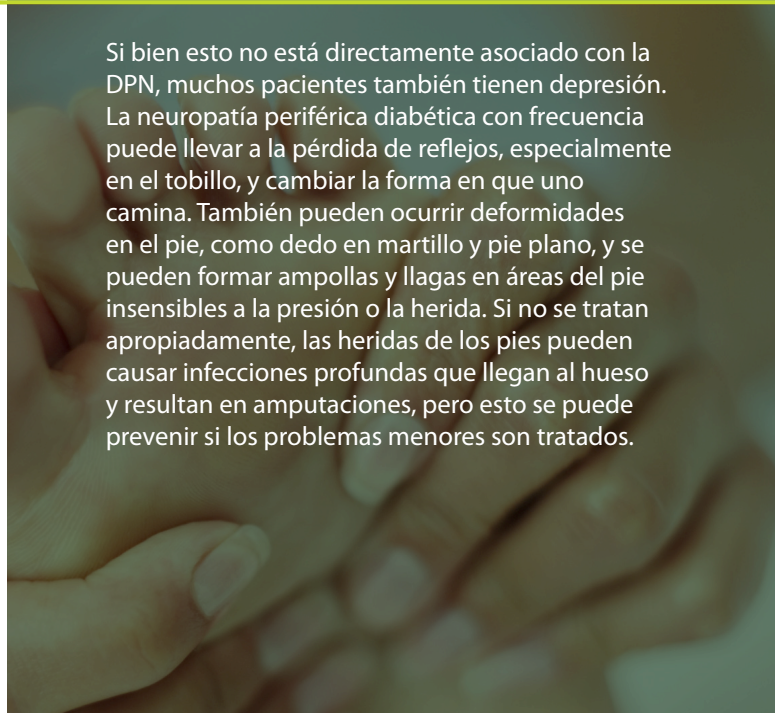 Si bien esto no está directamente asociado con la
DPN, muchos pacientes también tienen depresión.
La neuropatía periférica diabética con frecuencia
puede llevar a la pérdida de reflejos, especialmente
en el tobillo, y cambiar la forma en que uno
camina. También pueden ocurrir deformidades
en el pie, como dedo en martillo y pie plano, y se
pueden formar ampollas y llagas en áreas del pie
insensibles a la presión o la herida. Si no se tratan
apropiadamente, las heridas de los pies pueden
causar infecciones profundas que llegan al hueso
y resultan en amputaciones, pero esto se puede
prevenir si los problemas menores son tratados.